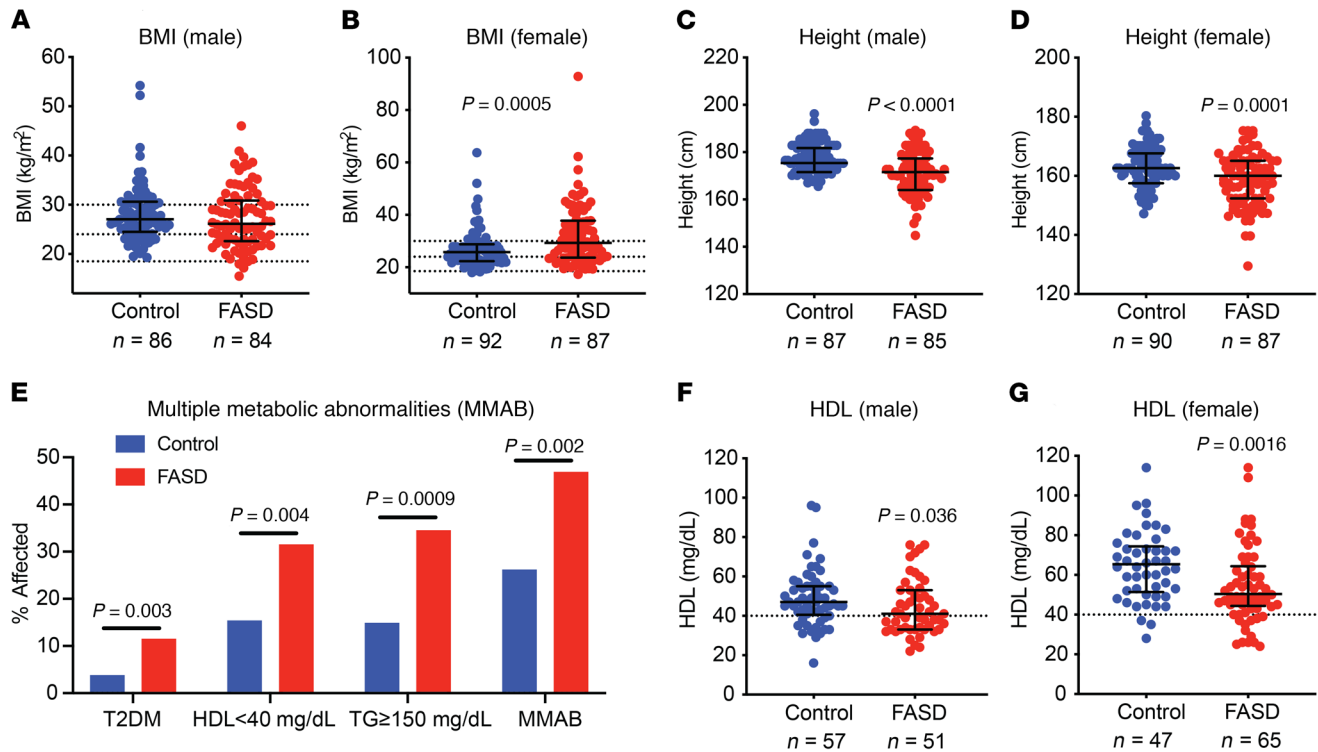 A
BMI (male)
BMI (kg/m²)
60
50
40
30
20
Control
FASD
n = 86
n = 84
B
BMI (female)
BMI (kg/m²)
100
80
60
40
20
P = 0.0005
Control
FASD
n = 92
n = 87
C
Height (male)
Height (cm)
220
200
180
160
140
120
P < 0.0001
Control
FASD
n = 87
n = 85
D
Height (female)
Height (cm)
200
180
160
140
120
P = 0.0001
Control
FASD
n = 90
n = 87
E
Multiple metabolic abnormalities (MMAB)
Control
FASD
% Affected
50
40
30
20
10
0
P = 0.003
P = 0.004
P = 0.0009
P = 0.002
T2DM
HDL<40 mg/dL
TG≥150 mg/dL
MMAB
F
HDL (male)
HDL (mg/dL)
120
100
80
60
40
20
0
P = 0.036
Control
FASD
n = 57
n = 51
G
HDL (female)
HDL (mg/dL)
120
100
80
60
40
20
0
P = 0.0016
Control
FASD
n = 47
n = 65